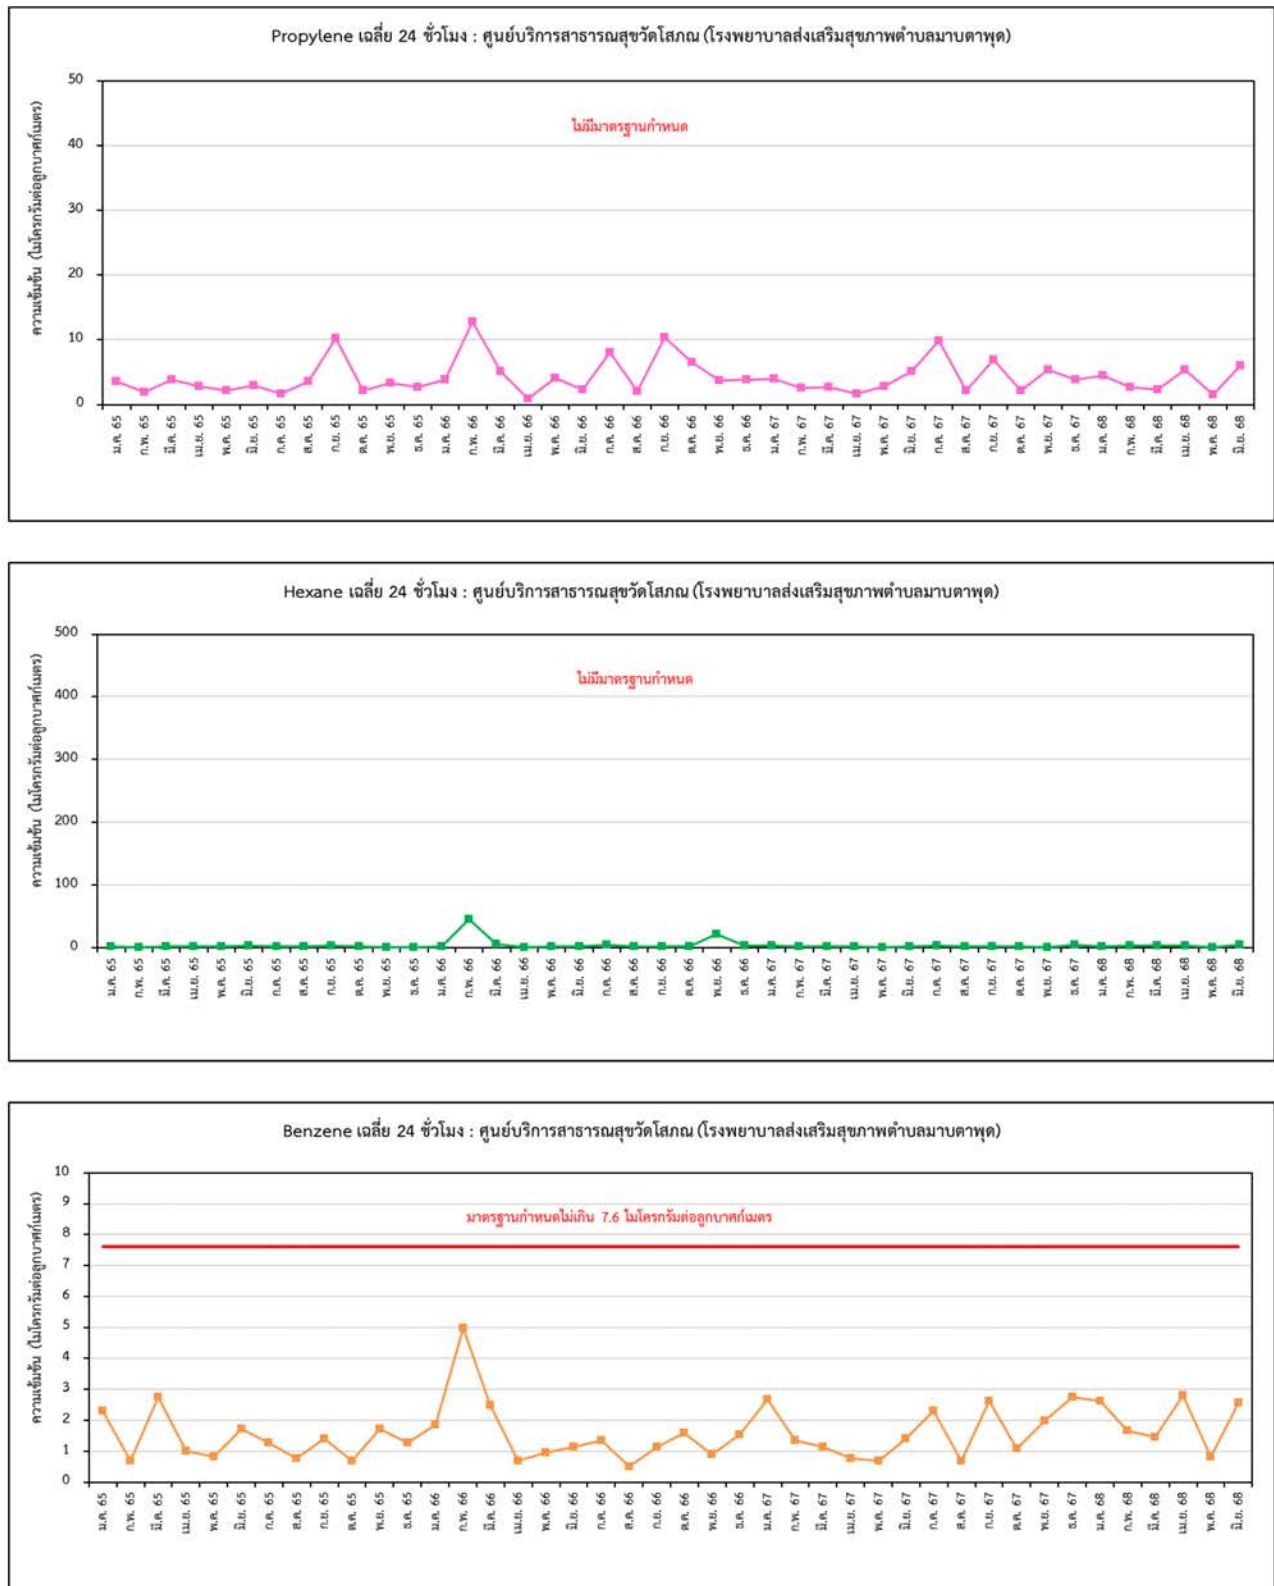 Propylene เฉลี่ย 24 ชั่วโมง : ศูนย์บริการสาธารณสุขวัดโสภณ (โรงพยาบาลส่งเสริมสุขภาพตำบลมาบตาพุด)
ความเข้มข้น (ไมโครกรัมต่อลูกบาศก์เมตร)
50
40
30
20
10
0
ไม่มีมาตรฐานกำหนด
ม.ค. 65 ก.พ. 65 มี.ค. 65 เม.ย. 65 พ.ค. 65 มิ.ย. 65 ก.ค. 65 ส.ค. 65 ก.ย. 65 ต.ค. 65 พ.ย. 65 ธ.ค. 65 ม.ค. 66 ก.พ. 66 มี.ค. 66 เม.ย. 66 พ.ค. 66 มิ.ย. 66 ก.ค. 66 ส.ค. 66 ก.ย. 66 ต.ค. 66 พ.ย. 66 ธ.ค. 66 ม.ค. 67 ก.พ. 67 มี.ค. 67 เม.ย. 67 พ.ค. 67 มิ.ย. 67 ก.ค. 67 ส.ค. 67 ก.ย. 67 ต.ค. 67 พ.ย. 67 ธ.ค. 67 ม.ค. 68 ก.พ. 68 มี.ค. 68 เม.ย. 68 พ.ค. 68 มิ.ย. 68
Hexane เฉลี่ย 24 ชั่วโมง : ศูนย์บริการสาธารณสุขวัดโสภณ (โรงพยาบาลส่งเสริมสุขภาพตำบลมาบตาพุด)
ความเข้มข้น (ไมโครกรัมต่อลูกบาศก์เมตร)
500
400
300
200
100
0
ไม่มีมาตรฐานกำหนด
ม.ค. 65 ก.พ. 65 มี.ค. 65 เม.ย. 65 พ.ค. 65 มิ.ย. 65 ก.ค. 65 ส.ค. 65 ก.ย. 65 ต.ค. 65 พ.ย. 65 ธ.ค. 65 ม.ค. 66 ก.พ. 66 มี.ค. 66 เม.ย. 66 พ.ค. 66 มิ.ย. 66 ก.ค. 66 ส.ค. 66 ก.ย. 66 ต.ค. 66 พ.ย. 66 ธ.ค. 66 ม.ค. 67 ก.พ. 67 มี.ค. 67 เม.ย. 67 พ.ค. 67 มิ.ย. 67 ก.ค. 67 ส.ค. 67 ก.ย. 67 ต.ค. 67 พ.ย. 67 ธ.ค. 67 ม.ค. 68 ก.พ. 68 มี.ค. 68 เม.ย. 68 พ.ค. 68 มิ.ย. 68
Benzene เฉลี่ย 24 ชั่วโมง : ศูนย์บริการสาธารณสุขวัดโสภณ (โรงพยาบาลส่งเสริมสุขภาพตำบลมาบตาพุด)
ความเข้มข้น (ไมโครกรัมต่อลูกบาศก์เมตร)
10
9
8
7
6
5
4
3
2
1
0
มาตรฐานกำหนดไม่เกิน 7.6 ไมโครกรัมต่อลูกบาศก์เมตร
ม.ค. 65 ก.พ. 65 มี.ค. 65 เม.ย. 65 พ.ค. 65 มิ.ย. 65 ก.ค. 65 ส.ค. 65 ก.ย. 65 ต.ค. 65 พ.ย. 65 ธ.ค. 65 ม.ค. 66 ก.พ. 66 มี.ค. 66 เม.ย. 66 พ.ค. 66 มิ.ย. 66 ก.ค. 66 ส.ค. 66 ก.ย. 66 ต.ค. 66 พ.ย. 66 ธ.ค. 66 ม.ค. 67 ก.พ. 67 มี.ค. 67 เม.ย. 67 พ.ค. 67 มิ.ย. 67 ก.ค. 67 ส.ค. 67 ก.ย. 67 ต.ค. 67 พ.ย. 67 ธ.ค. 67 ม.ค. 68 ก.พ. 68 มี.ค. 68 เม.ย. 68 พ.ค. 68 มิ.ย. 68